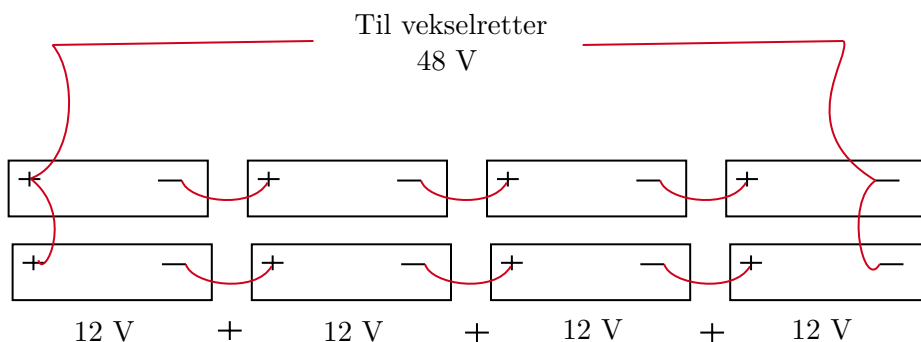 Til vekselretter
48 V
+ − + − + − + −
+ − + − + − + −
12 V + 12 V + 12 V + 12 V